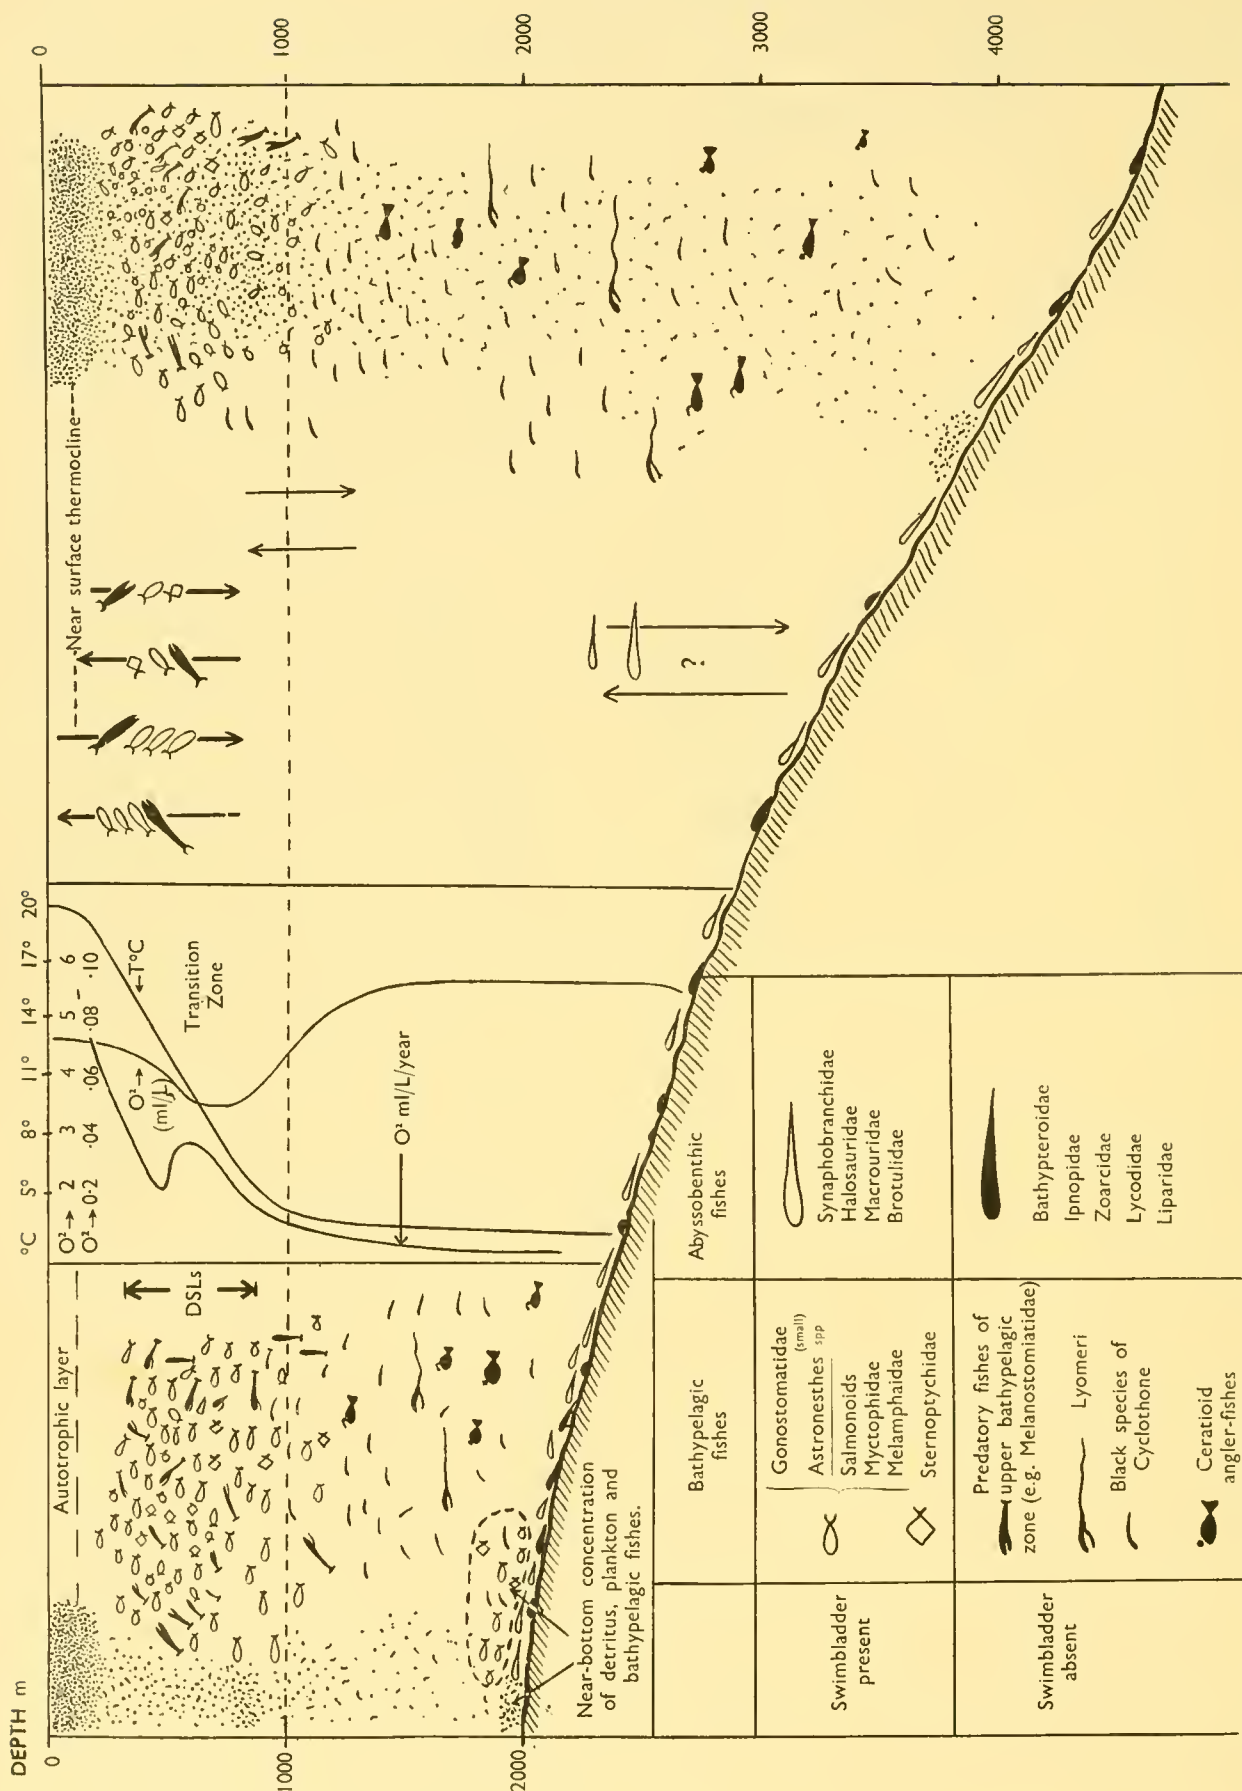 DEPTH m
0
1000
2000
Autotrophic layer
DSLs
Near-bottom concentration
of detritus, plankton and
bathypelagic fishes.
°C
5°
8°
11°
14°
17°
20°
O²→ 2
3
4
5
6
O²→ 0·2
·04
·06
·08
·10
O²→
(ml/L)
←T°C
Transition
Zone
O² ml/L/year
Near surface thermocline
?
0
1000
2000
3000
4000
Bathypelagic
fishes
Abyssobenthic
fishes
Swimbladder
present
Gonostomatidae
Astronesthes (small) spp
Salmonoids
Myctophidae
Melamphaidae
Sternoptychidae
Synaphobranchidae
Halosauridae
Macrouridae
Brotulidae
Swimbladder
absent
Predatory fishes of
upper bathypelagic
zone (e.g. Melanostomiatidae)
Lyomeri
Black species of
Cyclothone
Ceratioid
angler-fishes
Bathypteroidae
Ipnopidae
Zoarcidae
Lycodidae
Liparidae